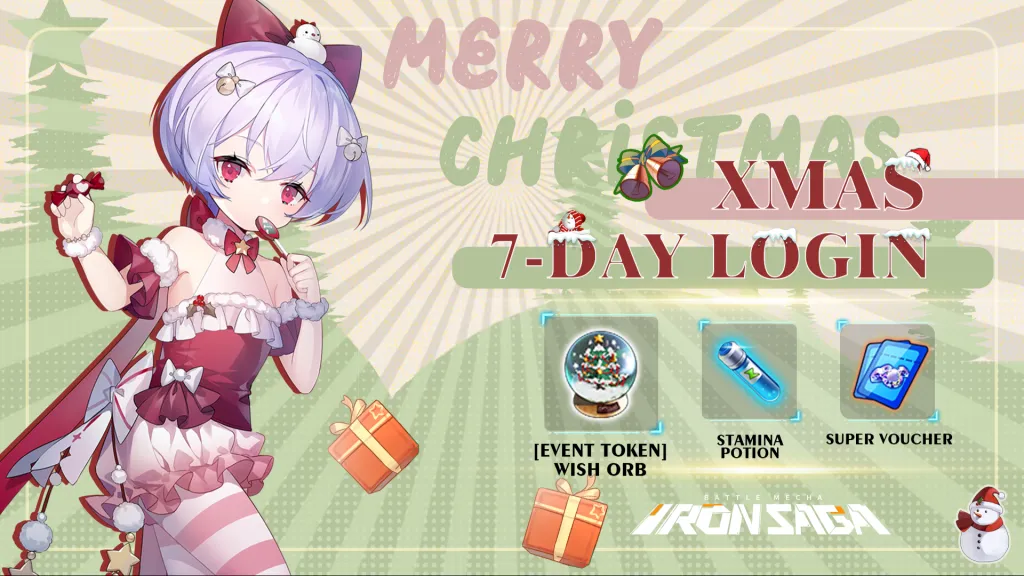 MERRY
CHRiSTMAS
XMAS
7-DAY LOGIN
[EVENT TOKEN]
WISH ORB
STAMINA
POTION
SUPER VOUCHER
BATTLE MECHA
IRON SAGA